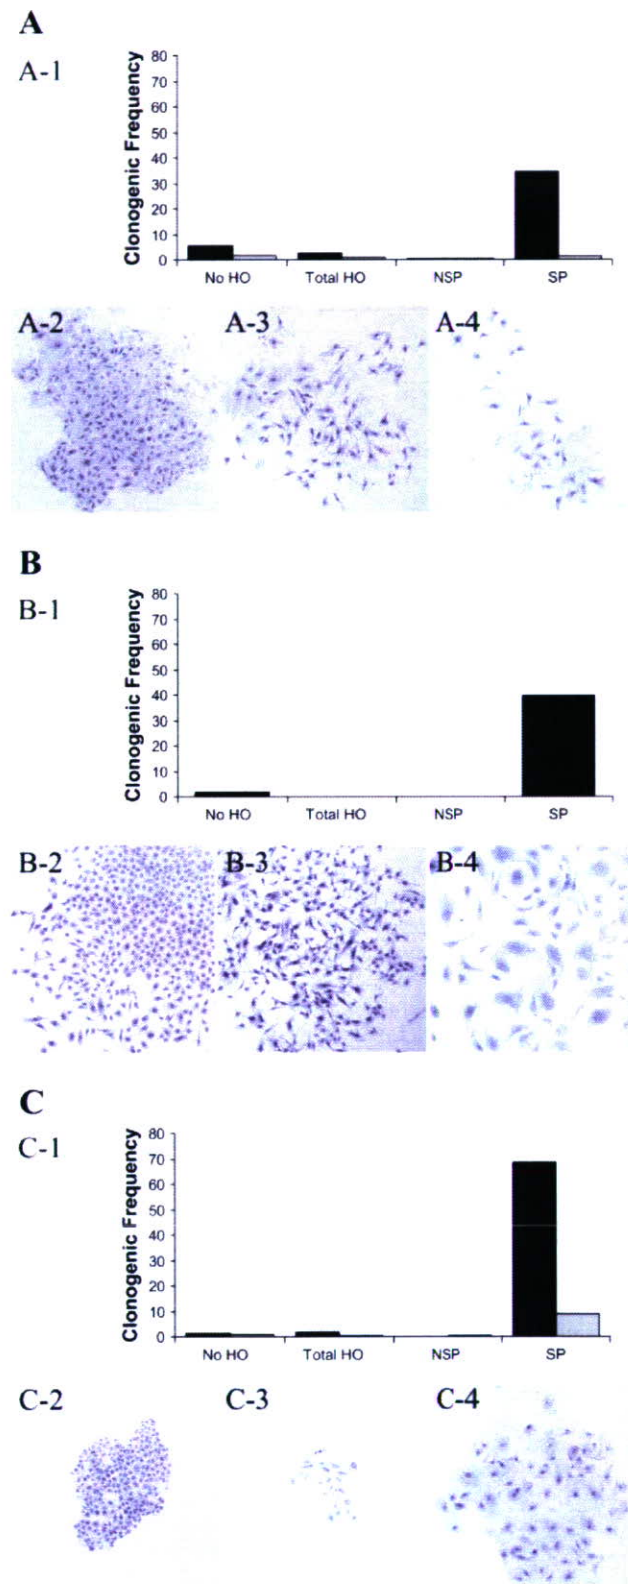 A
A-1
Clonogenic Frequency
80
70
60
50
40
30
20
10
0
No HO Total HO NSP SP
A-2 A-3 A-4
B
B-1
Clonogenic Frequency
80
70
60
50
40
30
20
10
0
No HO Total HO NSP SP
B-2 B-3 B-4
C
C-1
Clonogenic Frequency
80
70
60
50
40
30
20
10
0
No HO Total HO NSP SP
C-2 C-3 C-4